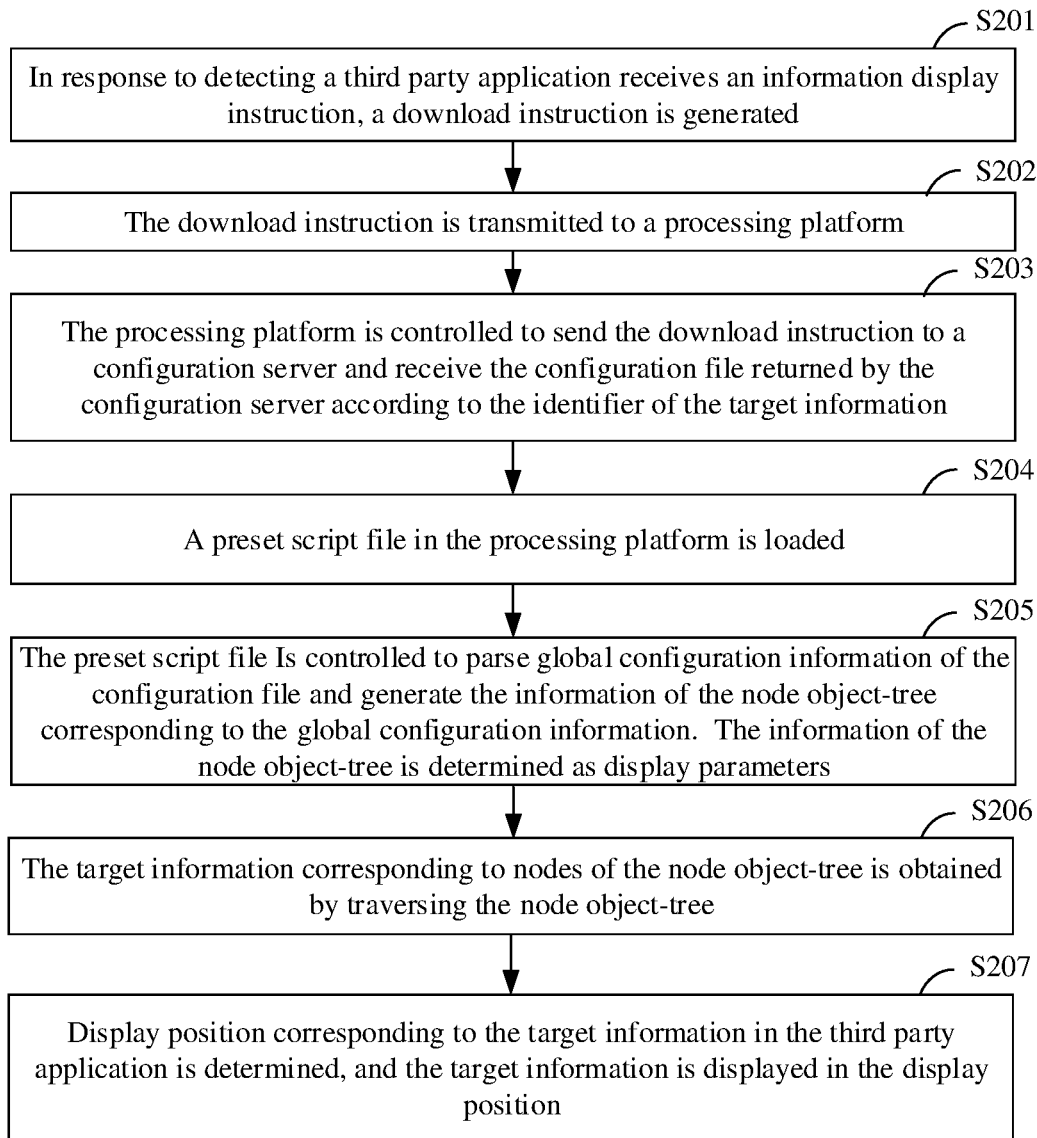 S201
In response to detecting a third party application receives an information display
instruction, a download instruction is generated
S202
The download instruction is transmitted to a processing platform
S203
The processing platform is controlled to send the download instruction to a
configuration server and receive the configuration file returned by the
configuration server according to the identifier of the target information
S204
A preset script file in the processing platform is loaded
S205
The preset script file Is controlled to parse global configuration information of the
configuration file and generate the information of the node object-tree
corresponding to the global configuration information.  The information of the
node object-tree is determined as display parameters
S206
The target information corresponding to nodes of the node object-tree is obtained
by traversing the node object-tree
S207
Display position corresponding to the target information in the third party
application is determined, and the target information is displayed in the display
position